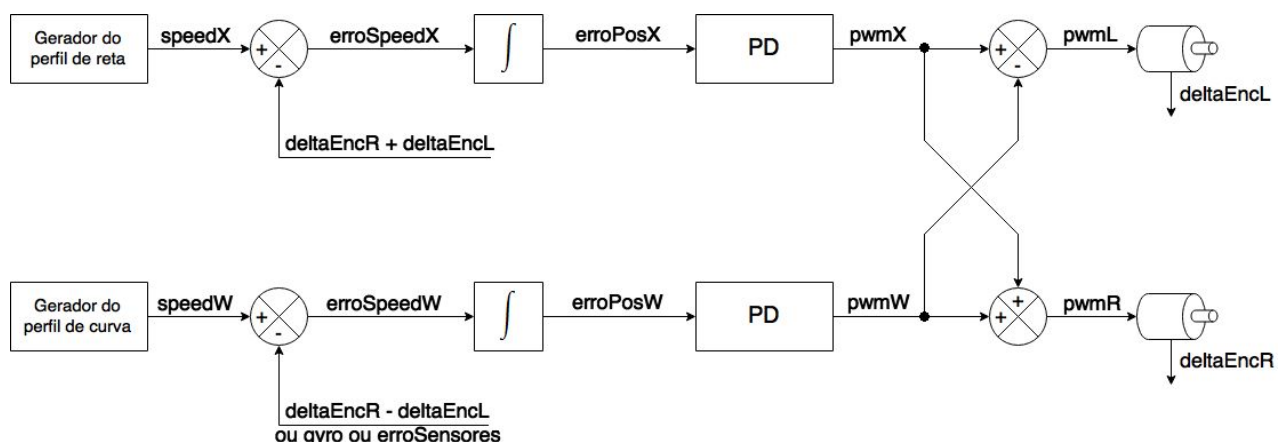 Gerador do
perfil de reta
speedX
+
-
erroSpeedX
∫
erroPosX
PD
pwmX
+
-
pwmL
deltaEncL
deltaEncR + deltaEncL
Gerador do
perfil de curva
speedW
+
-
erroSpeedW
∫
erroPosW
PD
pwmW
+
+
pwmR
deltaEncR
deltaEncR - deltaEncL
ou gyro ou erroSensores